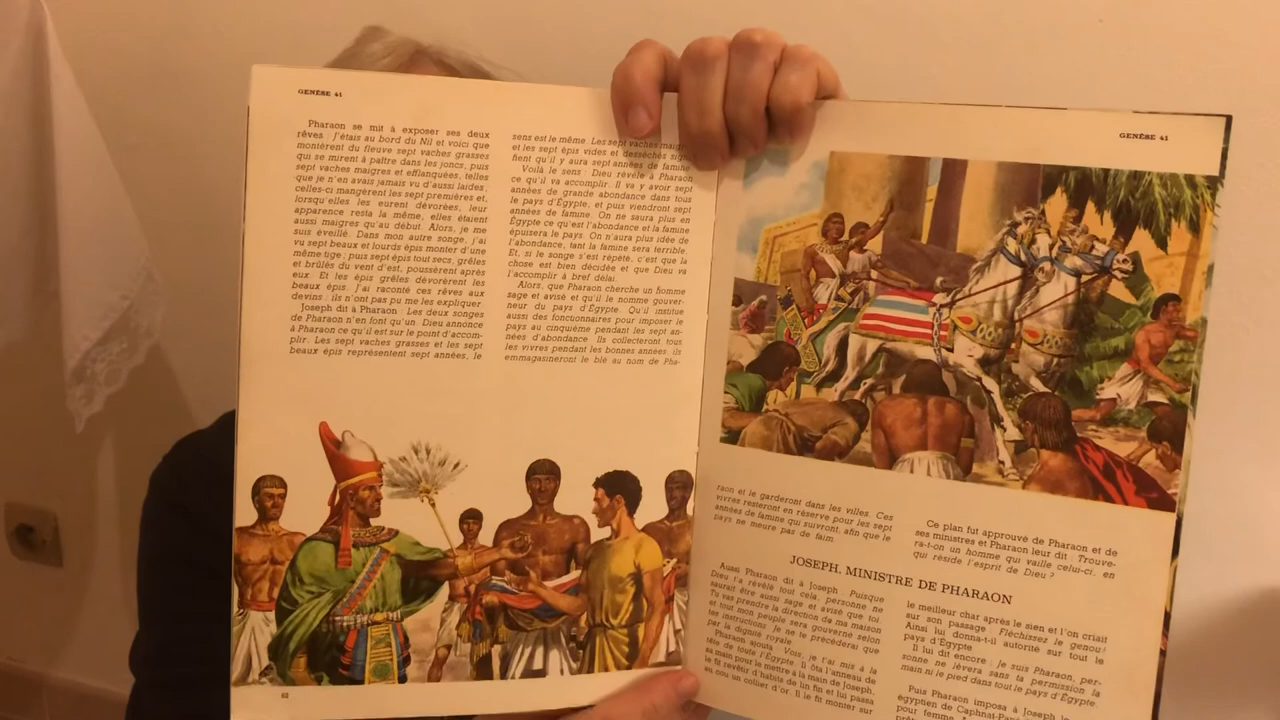 GENÈSE 41
Pharaon se mit à exposer ses deux
rêves : J'étais au bord du Nil et voici que
montèrent du fleuve sept vaches grasses
qui se mirent à paître dans les joncs, puis
sept vaches maigres et efflanquées, telles
que je n'en avais jamais vu d'aussi laides;
celles-ci mangèrent les sept premières et,
lorsqu'elles les eurent dévorées, leur
apparence resta la même, elles étaient
aussi maigres qu'au début. Alors, je me
suis éveillé. Dans mon autre songe, j'ai
vu sept beaux et lourds épis monter d'une
même tige; puis sept épis tout secs, grêles
et brûlés du vent d'est, poussèrent après
eux. Et les épis grêles dévorèrent les
beaux épis. J'ai raconté ces rêves aux
devins : ils n'ont pas pu me les expliquer.
Joseph dit à Pharaon : Les deux songes
de Pharaon n'en font qu'un. Dieu annonce
à Pharaon ce qu'il est sur le point d'accom-
plir. Les sept vaches grasses et les sept
beaux épis représentent sept années, le
sens est le même. Les sept vaches maigr
et les sept épis vides et desséchés signi
fient qu'il y aura sept années de famine
Voilà le sens : Dieu révèle à Pharaon
ce qu'il va accomplir. Il va y avoir sept
années de grande abondance dans tous
le pays d'Égypte, et puis viendront sept
années de famine. On ne saura plus en
Égypte ce qu'est l'abondance et la famine
épuisera le pays. On n'aura plus idée de
l'abondance, tant la famine sera terrible.
Et, si le songe s'est répété, c'est que la
chose est bien décidée et que Dieu va
l'accomplir à bref délai.
Alors, que Pharaon cherche un homme
sage et avisé et qu'il le nomme gouver-
neur du pays d'Égypte. Qu'il institue
aussi des fonctionnaires pour imposer le
pays au cinquième pendant les sept an-
nées d'abondance. Ils collecteront tous
les vivres pendant les bonnes années; ils
emmagasineront le blé au nom de Pha-
62
GENÈSE 41
raon et le garderont dans les villes. Ces
vivres resteront en réserve pour les sept
années de famine qui suivront, afin que le
pays ne meure pas de faim.
Ce plan fut approuvé de Pharaon et de
ses ministres et Pharaon leur dit : Trouve-
ra-t-on un homme qui vaille celui-ci, en
qui réside l'esprit de Dieu ?
JOSEPH, MINISTRE DE PHARAON
Aussi Pharaon dit à Joseph : Puisque
Dieu t'a révélé tout cela, personne ne
saurait être aussi sage et avisé que toi.
Tu vas prendre la direction de ma maison
et tout mon peuple sera gouverné selon
tes instructions. Je ne te précéderai que
par la dignité royale.
Pharaon ajouta : Vois, je t'ai mis à la
tête de toute l'Égypte. Il ôta l'anneau de
sa main pour le mettre à la main de Joseph,
le fit revêtir d'habits de lin fin et lui passa
au cou un collier d'or. Il le fit monter sur
le meilleur char après le sien et l'on criait
sur son passage : Fléchissez le genou!
Ainsi lui donna-t-il autorité sur tout le
pays d'Égypte.
Il lui dit encore : Je suis Pharaon, per-
sonne ne lèvera sans ta permission la
main ni le pied dans tout le pays d'Égypte.
Puis Pharaon imposa à Joseph le
égyptien de
pour femme